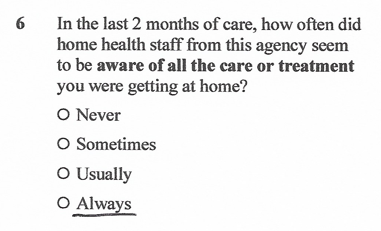 6 In the last 2 months of care, how often did
home health staff from this agency seem
to be aware of all the care or treatment
you were getting at home?
O Never
O Sometimes
O Usually
O Always